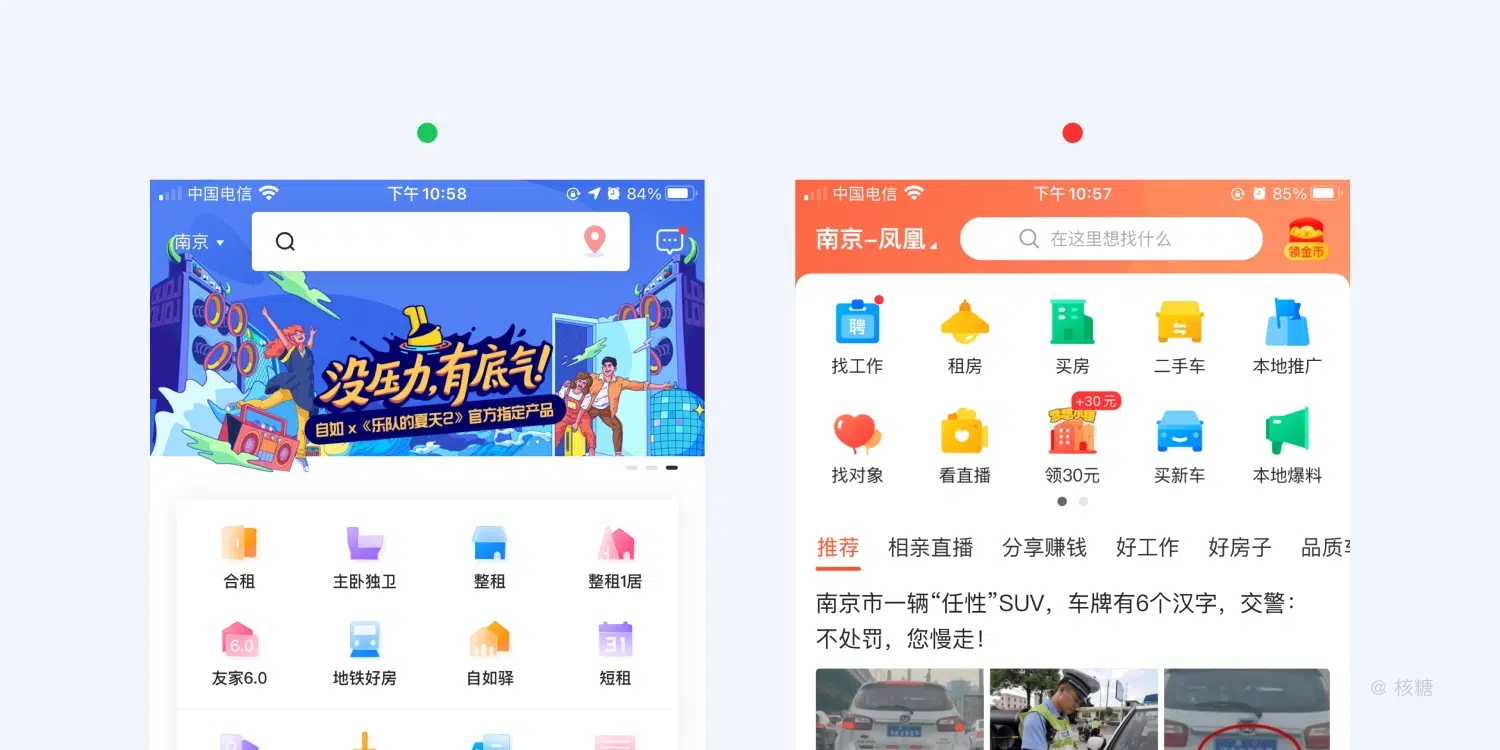 中国电信
下午10:58
84%
南京
没压力,有底气!
自如 x《乐队的夏天2》官方指定产品
合租
主卧独卫
整租
整租1居
6.0
31
友家6.0
地铁好房
自如驿
短租
中国电信
下午10:57
85%
南京–凤凰
在这里想找什么
领金币
聘
找工作
租房
买房
二手车
本地推广
+30元
找对象
看直播
领30元
买新车
本地爆料
推荐
相亲直播
分享赚钱
好工作
好房子
品质车
南京市一辆“任性”SUV，车牌有6个汉字，交警：
不处罚，您慢走！
@ 核糖